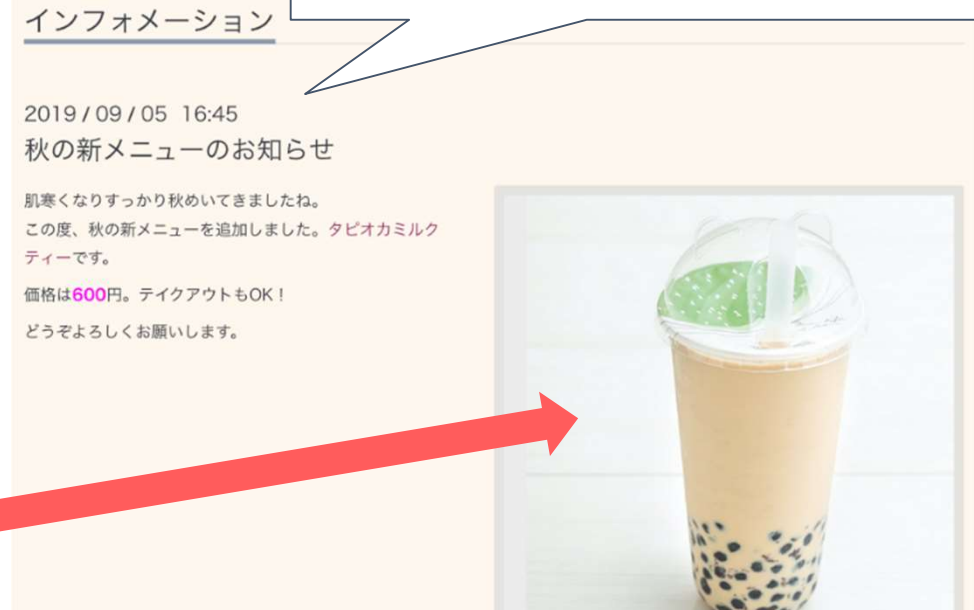 インフォメーション
2019 / 09 / 05 16:45
秋の新メニューのお知らせ
肌寒くなりすっかり秋めいてきましたね。
この度、秋の新メニューを追加しました。タピオカミルク
ティーです。
価格は600円。テイクアウトもOK！
どうぞよろしくお願いします。